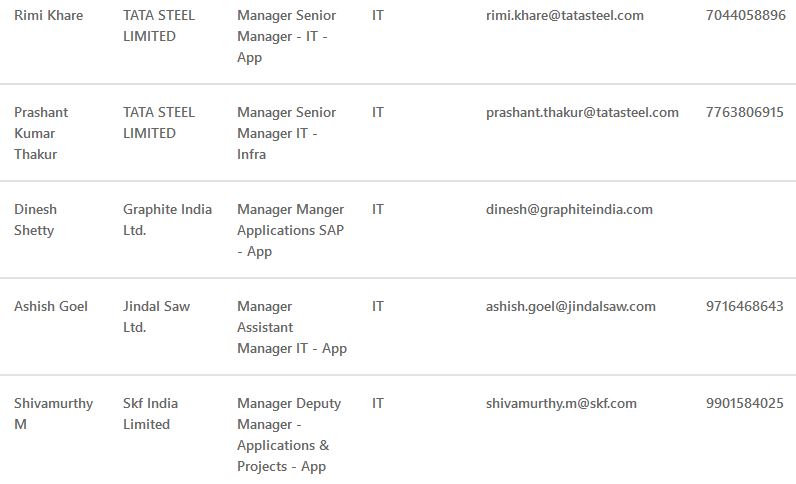 Rimi Khare TATA STEEL Manager Senior IT rimi.khare@tatasteel.com 7044058896
LIMITED Manager - IT -
App
Prashant TATA STEEL Manager Senior IT prashant.thakur@tatasteel.com 7763806915
Kumar LIMITED Manager IT -
Thakur Infra
Dinesh Graphite India Manager Manger IT dinesh@graphiteindia.com
Shetty Ltd. Applications SAP
- App
Ashish Goel Jindal Saw Manager IT ashish.goel@jindalsaw.com 9716468643
Ltd. Assistant
Manager IT - App
Shivamurthy Skf India Manager Deputy IT shivamurthy.m@skf.com 9901584025
M Limited Manager -
Applications &
Projects - App